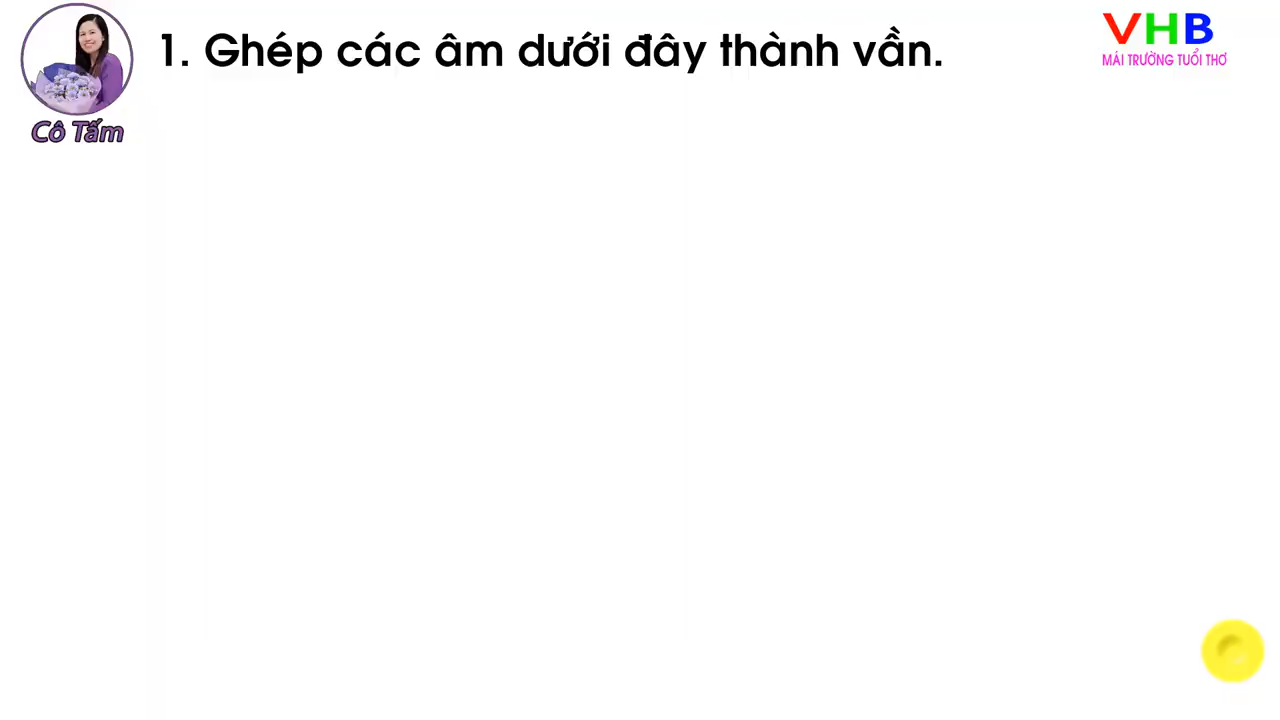 1. Ghép các âm dưới đây thành vần.
VHB
MÁI TRƯỜNG TUỔI THƠ
Cô Tấm